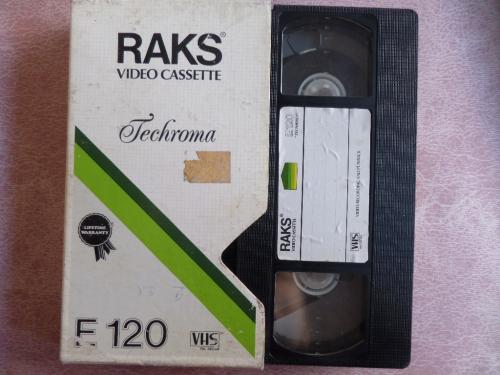 RAKS®
VIDEO CASSETTE
Techroma
LIFETIME
WARRANTY
E 120
VHS
RAKS®
VIDEO CASSETTE
E 120
VHS